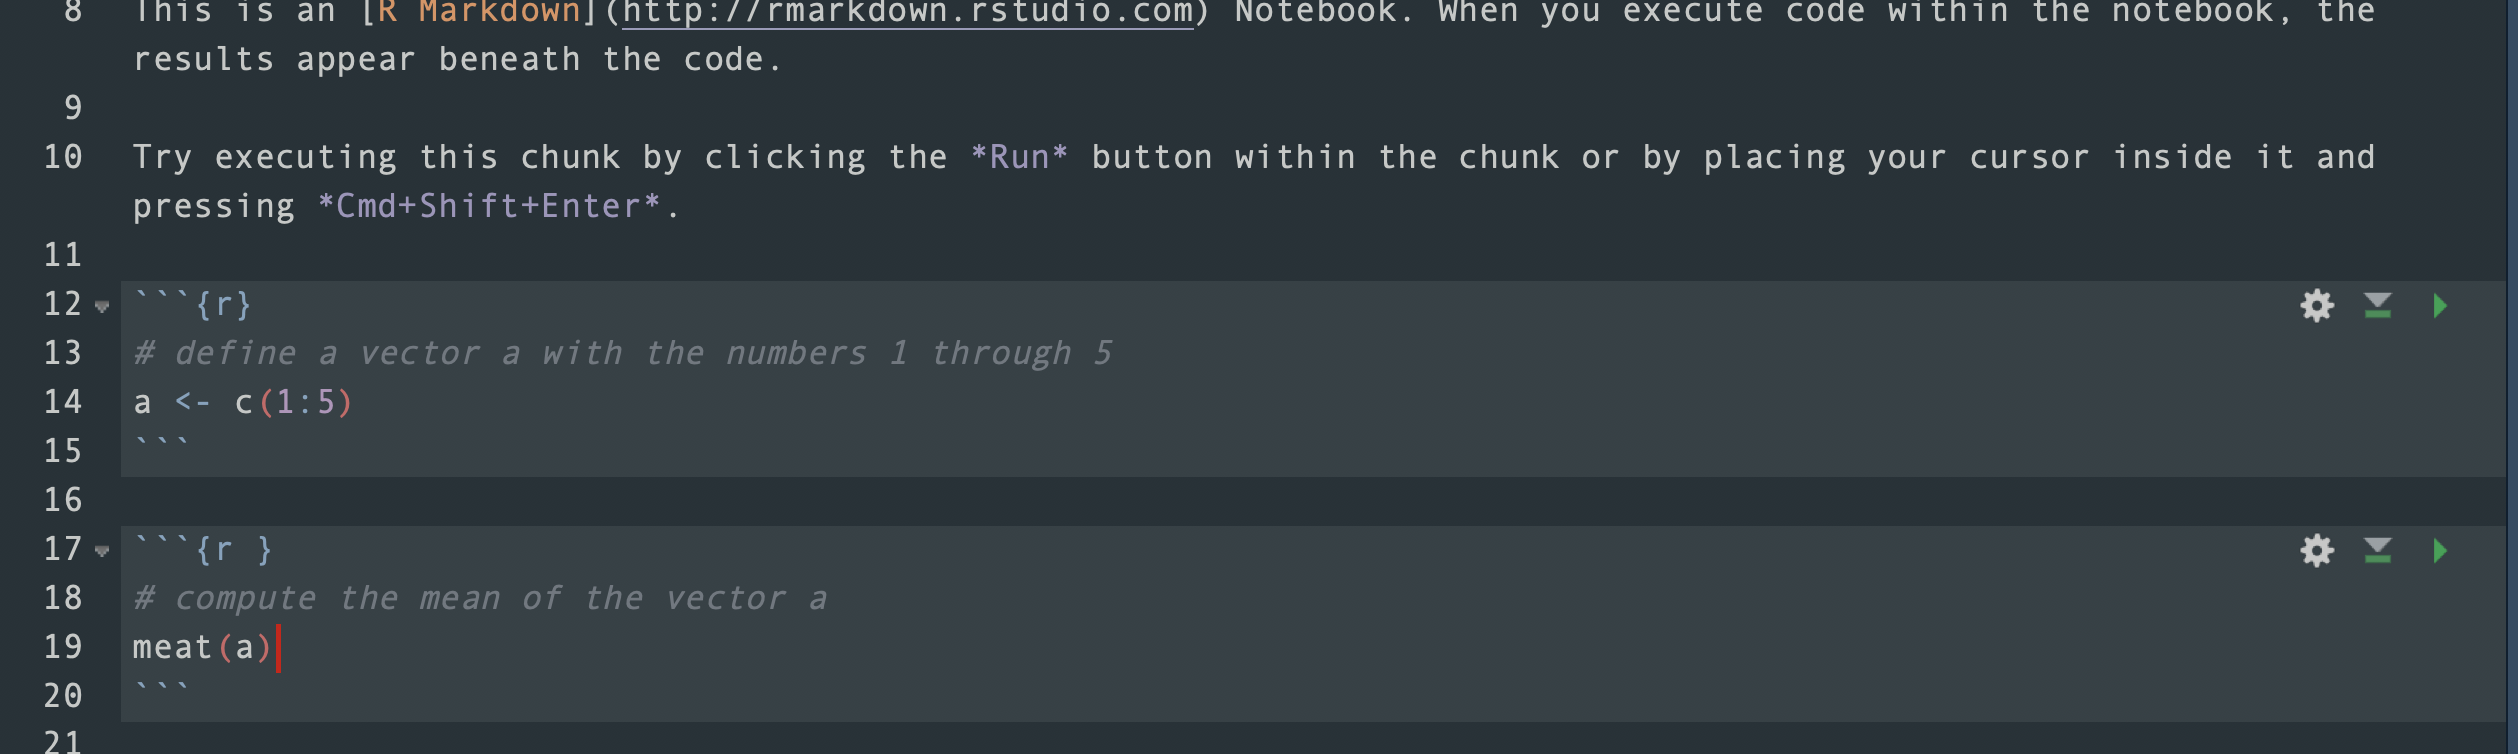 8 This is an [R Markdown](http://rmarkdown.rstudio.com) Notebook. When you execute code within the notebook, the
results appear beneath the code.
9
10 Try executing this chunk by clicking the *Run* button within the chunk or by placing your cursor inside it and
pressing *Cmd+Shift+Enter*.
11
12 ```{r}
13 # define a vector a with the numbers 1 through 5
14 a <- c(1:5)
15 ```
16
17 ```{r }
18 # compute the mean of the vector a
19 meat(a)
20 ```
21